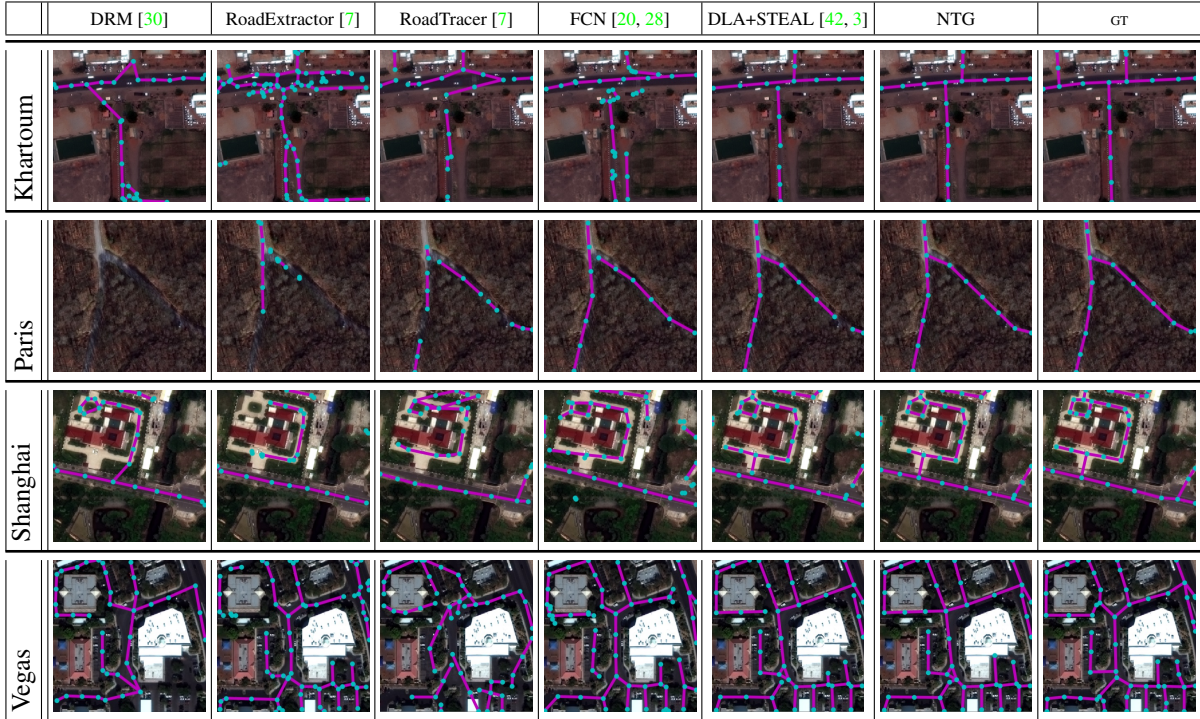 DRM [30] RoadExtractor [7] RoadTracer [7] FCN [20, 28] DLA+STEAL [42, 3] NTG GT
Khartoum
Paris
Shanghai
Vegas